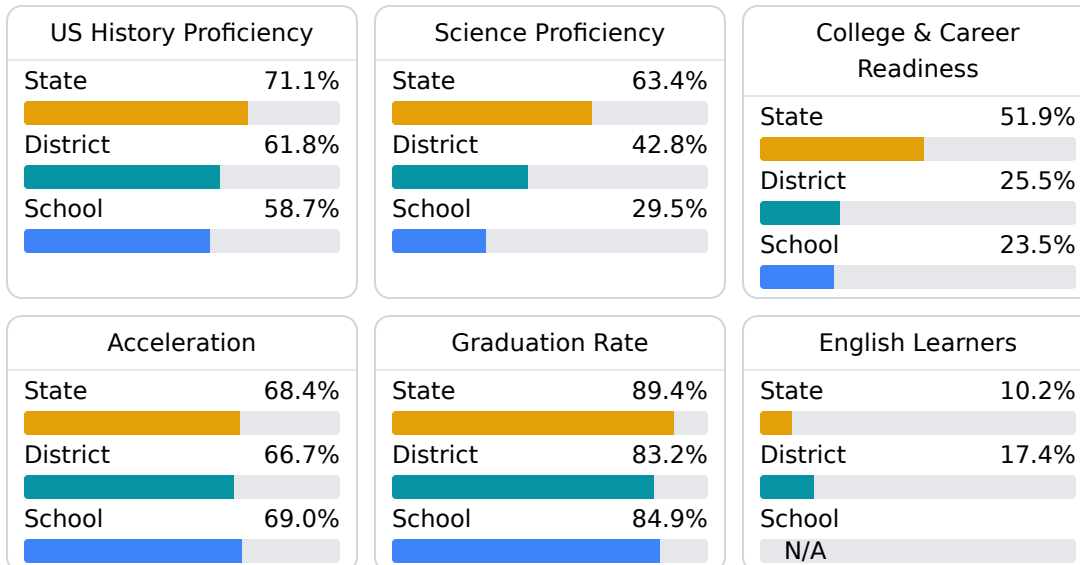 US History Proficiency
State 71.1%
District 61.8%
School 58.7%
Science Proficiency
State 63.4%
District 42.8%
School 29.5%
College & Career
Readiness
State 51.9%
District 25.5%
School 23.5%
Acceleration
State 68.4%
District 66.7%
School 69.0%
Graduation Rate
State 89.4%
District 83.2%
School 84.9%
English Learners
State 10.2%
District 17.4%
School
N/A